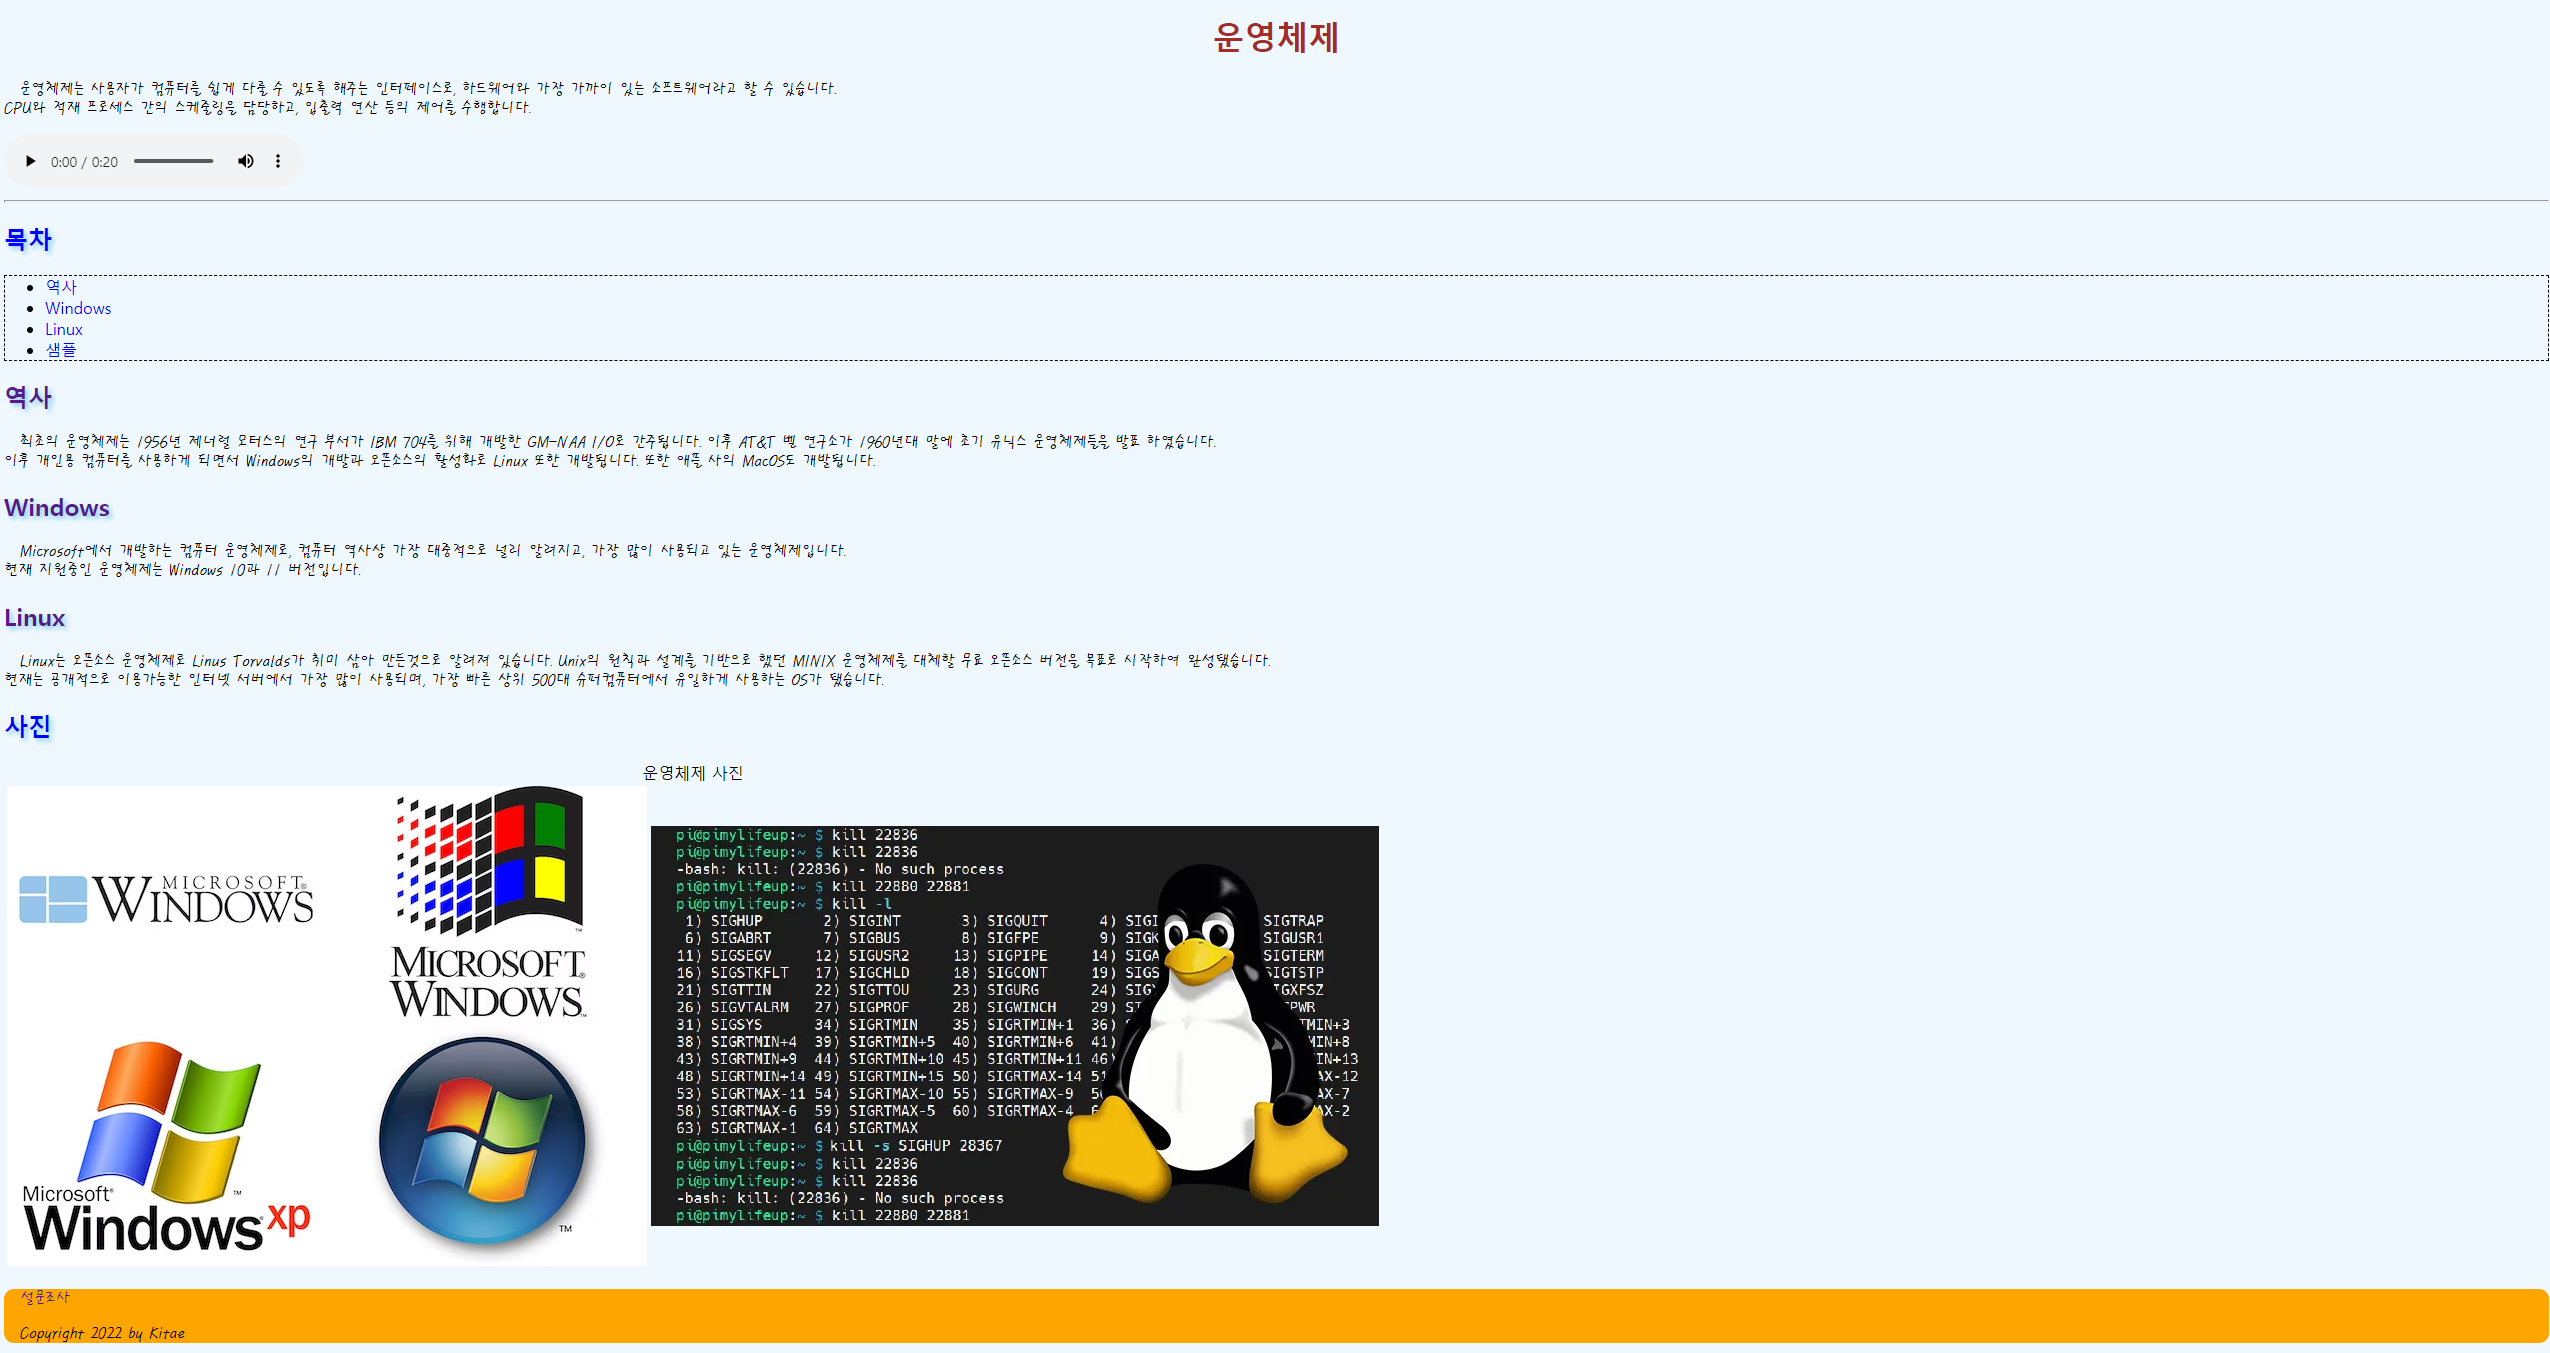 운영체제
운영체제는 사용자가 컴퓨터를 쉽게 다룰 수 있도록 해주는 인터페이스로, 하드웨어와 가장 가까이 있는 소프트웨어라고 할 수 있습니다.
CPU와 적재 프로세스 간의 스케줄링을 담당하고, 입출력 연산 등의 제어를 수행합니다.
0:00 / 0:20
목차
• 역사
• Windows
• Linux
• 샘플
역사
최초의 운영체제는 1956년 제너럴 모터스의 연구 부서가 IBM 704를 위해 개발한 GM-NAA I/O로 간주됩니다. 이후 AT&T 벨 연구소가 1960년대 말에 초기 유닉스 운영체제들을 발표 하였습니다.
이후 개인용 컴퓨터를 사용하게 되면서 Windows의 개발과 오픈소스의 활성화로 Linux 또한 개발됩니다. 또한 애플 사의 MacOS도 개발됩니다.
Windows
Microsoft에서 개발하는 컴퓨터 운영체제로, 컴퓨터 역사상 가장 대중적으로 널리 알려지고, 가장 많이 사용되고 있는 운영체제입니다.
현재 지원중인 운영체제는 Windows 10과 11 버전입니다.
Linux
Linux는 오픈소스 운영체제로 Linus Torvalds가 취미 삼아 만든것으로 알려져 있습니다. Unix의 원칙과 설계를 기반으로 했던 MINIX 운영체제를 대체할 무료 오픈소스 버전을 목표로 시작하여 완성됐습니다.
현재는 공개적으로 이용가능한 인터넷 서버에서 가장 많이 사용되며, 가장 빠른 상위 500대 슈퍼컴퓨터에서 유일하게 사용하는 OS가 됐습니다.
사진
운영체제 사진
MICROSOFT®
WINDOWS
™
MICROSOFT
WINDOWS™
Microsoft® ™
Windows® xp
™
pi@pimylifeup:~ $ kill 22836
pi@pimylifeup:~ $ kill 22836
-bash: kill: (22836) - No such process
pi@pimylifeup:~ $ kill 22880 22881
pi@pimylifeup:~ $ kill -l
1) SIGHUP 2) SIGINT 3) SIGQUIT 4) SIGI SIGTRAP
6) SIGABRT 7) SIGBUS 8) SIGFPE 9) SIGK SIGUSR1
11) SIGSEGV 12) SIGUSR2 13) SIGPIPE 14) SIGA SIGTERM
16) SIGSTKFLT 17) SIGCHLD 18) SIGCONT 19) SIGS SIGTSTP
21) SIGTTIN 22) SIGTTOU 23) SIGURG 24) SIG IGXFSZ
26) SIGVTALRM 27) SIGPROF 28) SIGWINCH 29) SI PWR
31) SIGSYS 34) SIGRTMIN 35) SIGRTMIN+1 36) TMIN+3
38) SIGRTMIN+4 39) SIGRTMIN+5 40) SIGRTMIN+6 41) MIN+8
43) SIGRTMIN+9 44) SIGRTMIN+10 45) SIGRTMIN+11 46) IN+13
48) SIGRTMIN+14 49) SIGRTMIN+15 50) SIGRTMAX-14 51 AX-12
53) SIGRTMAX-11 54) SIGRTMAX-10 55) SIGRTMAX-9 5 AX-7
58) SIGRTMAX-6 59) SIGRTMAX-5 60) SIGRTMAX-4 AX-2
63) SIGRTMAX-1 64) SIGRTMAX
pi@pimylifeup:~ $ kill -s SIGHUP 28367
pi@pimylifeup:~ $ kill 22836
pi@pimylifeup:~ $ kill 22836
-bash: kill: (22836) - No such process
pi@pimylifeup:~ $ kill 22880 22881
설문조사
Copyright 2022 by Kitae